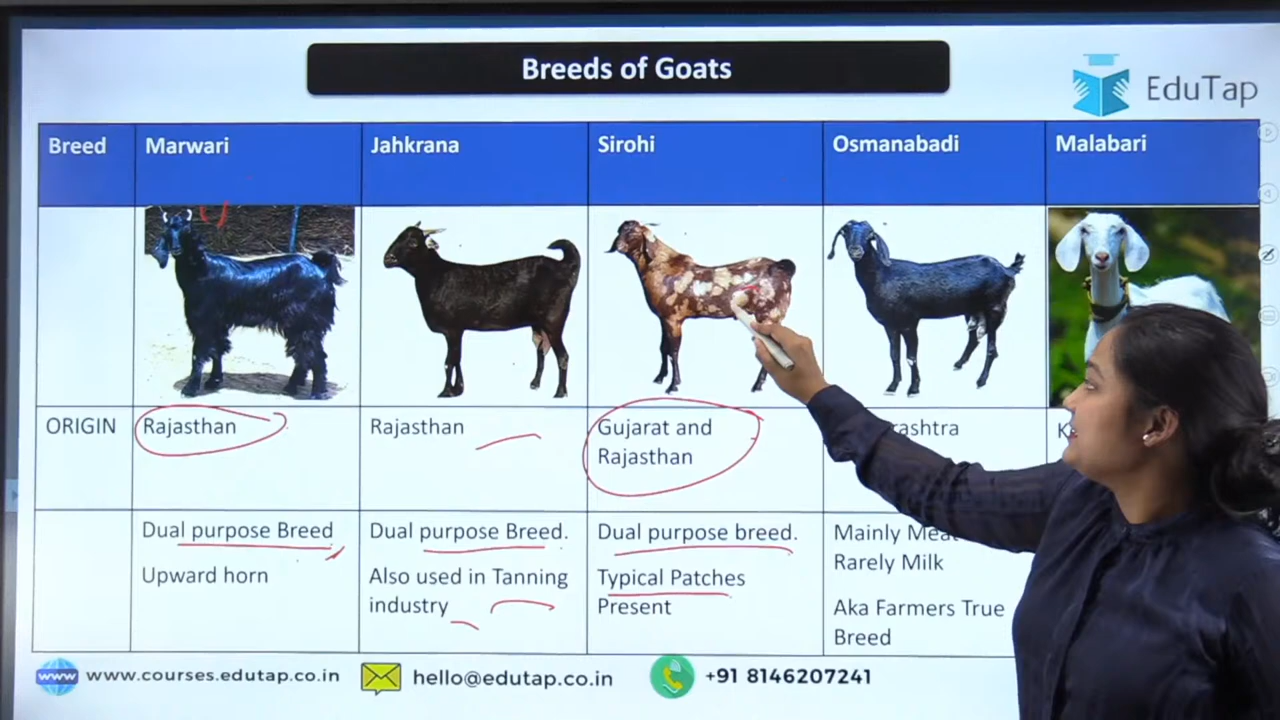 Breeds of Goats
EduTap
Breed
Marwari
Jahkrana
Sirohi
Osmanabadi
Malabari
ORIGIN
Rajasthan
Rajasthan
Gujarat and
Rajasthan
rashtra
K
Dual purpose Breed
Upward horn
Dual purpose Breed.
Also used in Tanning
industry
Dual purpose breed.
Typical Patches
Present
Mainly Meat
Rarely Milk
Aka Farmers True
Breed
www
www.courses.edutap.co.in
hello@edutap.co.in
+91 8146207241